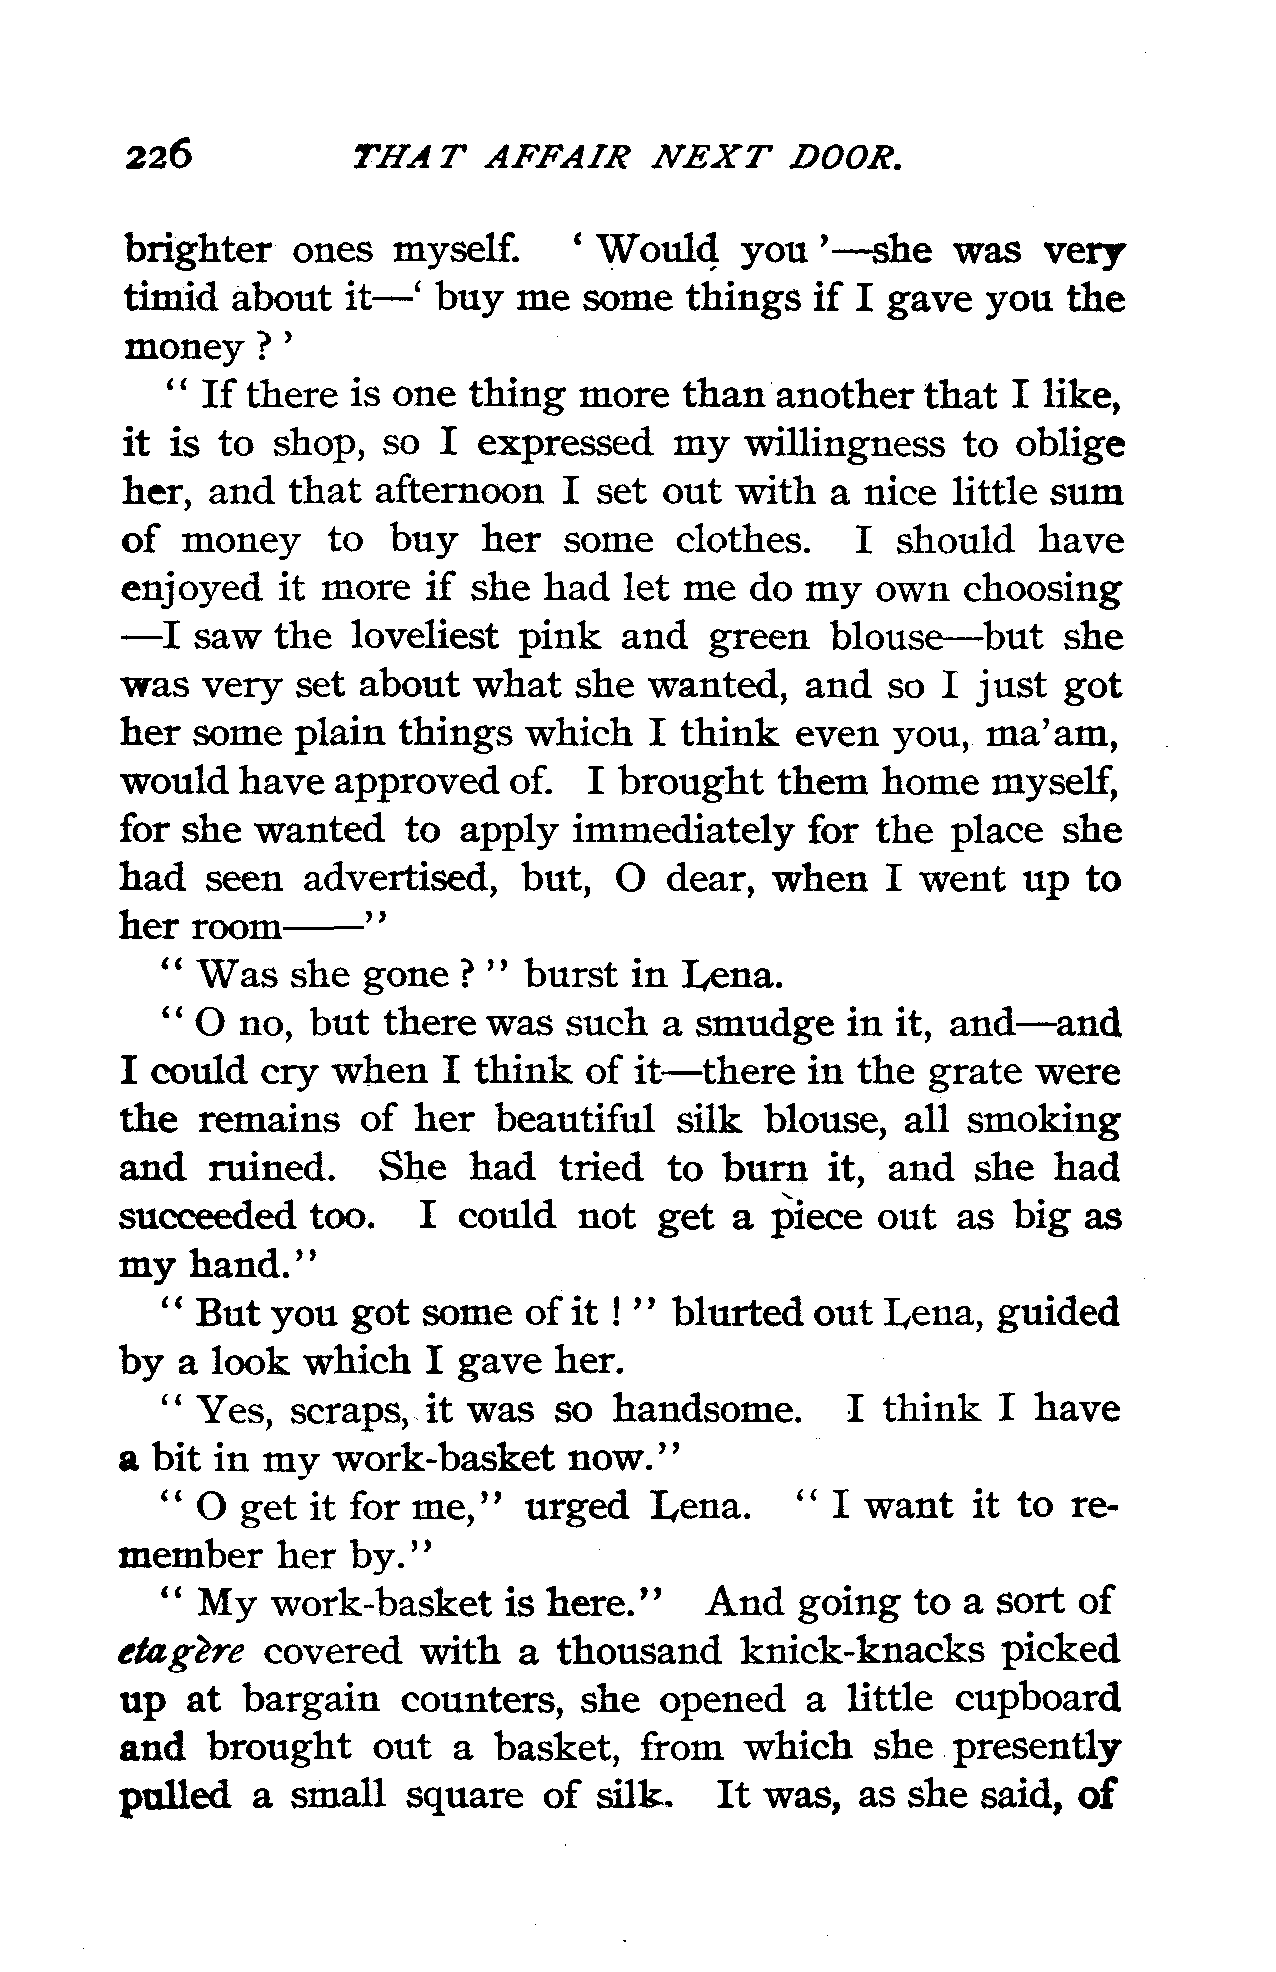 226 THAT AFFAIR NEXT DOOR.
brighter ones myself. ‘ Would you ’—she was very
timid about it—‘ buy me some things if I gave you the
money ? ’
“ If there is one thing more than another that I like,
it is to shop, so I expressed my willingness to oblige
her, and that afternoon I set out with a nice little sum
of money to buy her some clothes. I should have
enjoyed it more if she had let me do my own choosing
—I saw the loveliest pink and green blouse—but she
was very set about what she wanted, and so I just got
her some plain things which I think even you, ma’am,
would have approved of. I brought them home myself,
for she wanted to apply immediately for the place she
had seen advertised, but, O dear, when I went up to
her room——”
“ Was she gone ? ” burst in Lena.
“ O no, but there was such a smudge in it, and—and
I could cry when I think of it—there in the grate were
the remains of her beautiful silk blouse, all smoking
and ruined. She had tried to burn it, and she had
succeeded too. I could not get a piece out as big as
my hand.”
“ But you got some of it ! ” blurted out Lena, guided
by a look which I gave her.
“ Yes, scraps, it was so handsome. I think I have
a bit in my work-basket now.”
“ O get it for me,” urged Lena. “ I want it to re-
member her by.”
“ My work-basket is here.” And going to a sort of
etagère covered with a thousand knick-knacks picked
up at bargain counters, she opened a little cupboard
and brought out a basket, from which she presently
pulled a small square of silk. It was, as she said, of